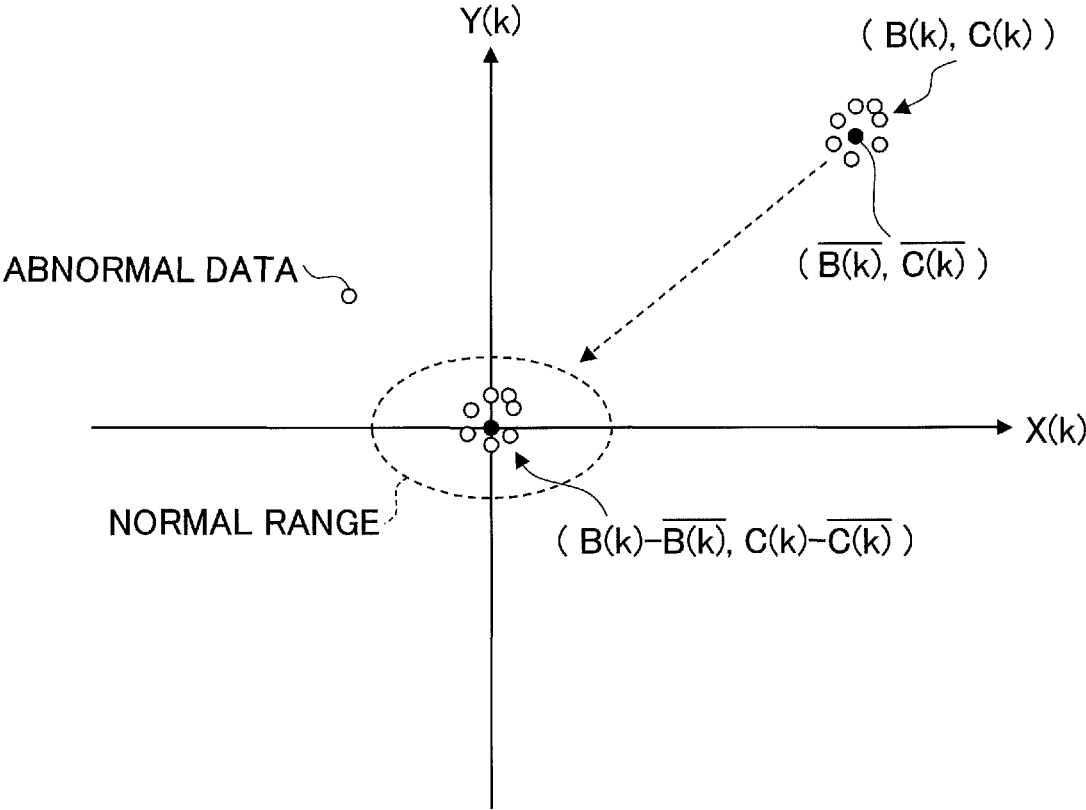 Y(k)
( B(k), C(k) )
( B̅(̅k̅)̅, C̅(̅k̅)̅ )
ABNORMAL DATA
X(k)
NORMAL RANGE
( B(k)−B̅(̅k̅)̅, C(k)−C̅(̅k̅)̅ )